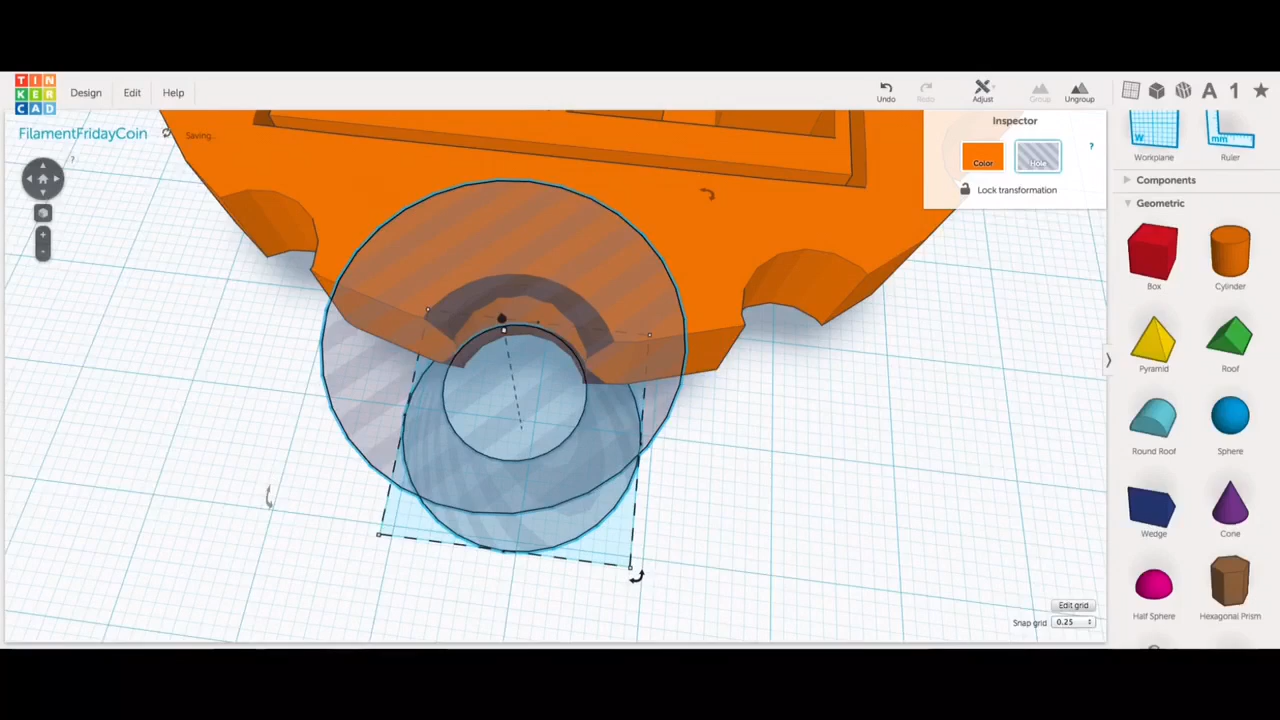 TIN
KER
CAD
Design
Edit
Help
Undo
Redo
Adjust
Group
Ungroup
FilamentFridayCoin
Saving..
?
Inspector
Color
Hole
?
Lock transformation
Workplane
mm
Ruler
Components
Geometric
Box
Cylinder
Pyramid
Roof
Round Roof
Sphere
Wedge
Cone
Half Sphere
Hexagonal Prism
Edit grid
Snap grid 0.25